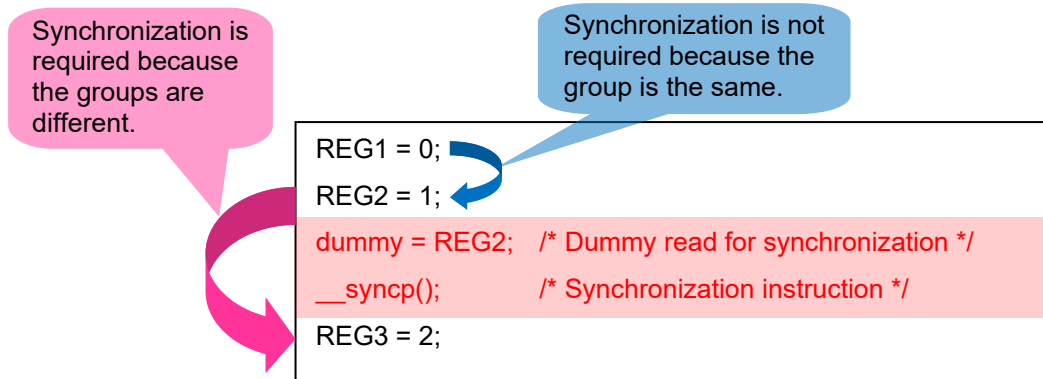 Synchronization is
required because
the groups are
different.
Synchronization is not
required because the
group is the same.
REG1 = 0;
REG2 = 1;
dummy = REG2; /* Dummy read for synchronization */
__syncp(); /* Synchronization instruction */
REG3 = 2;